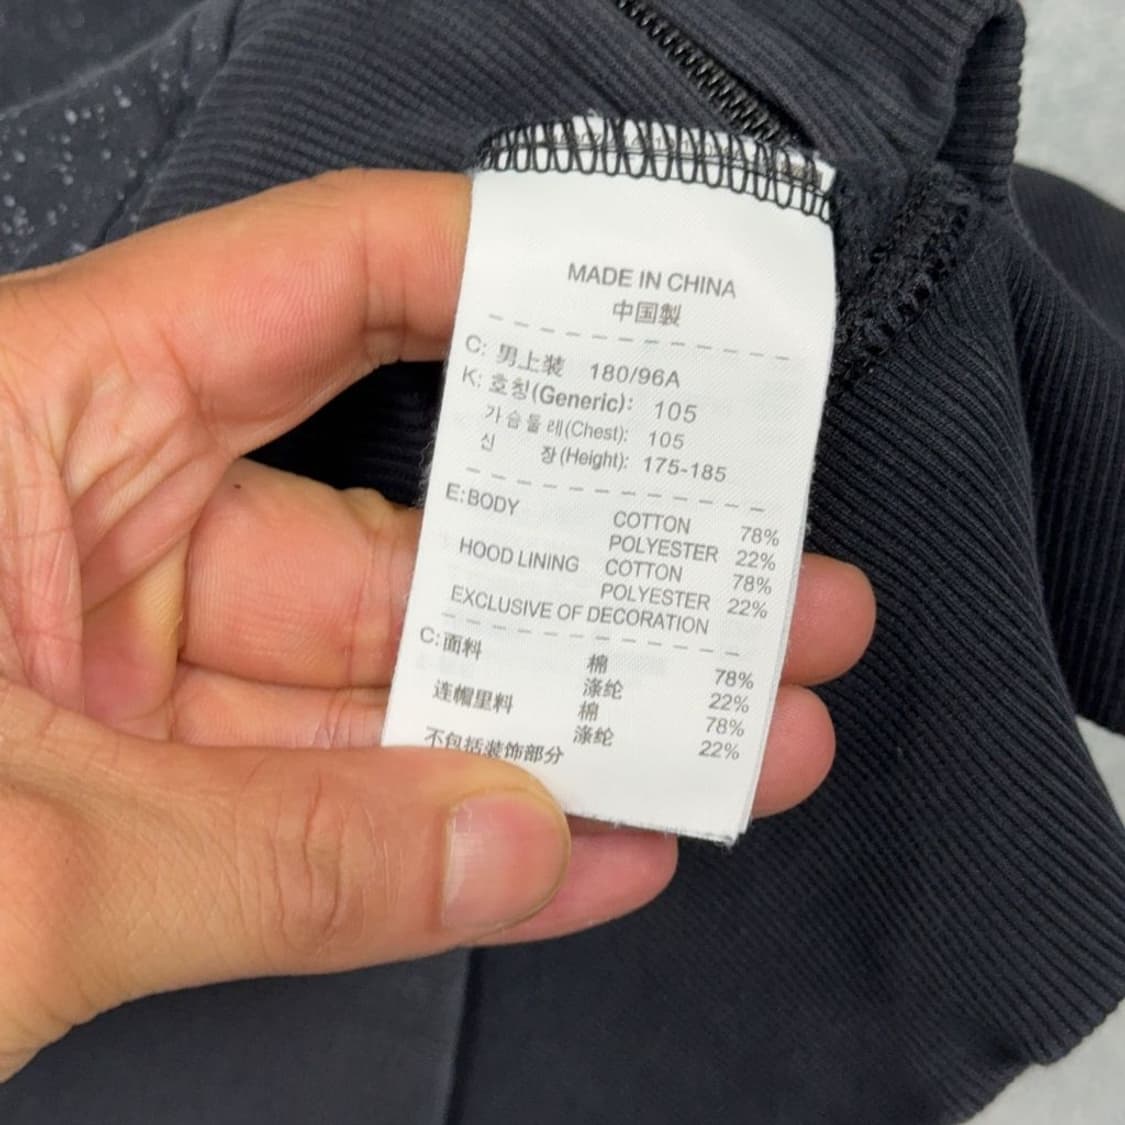 MADE IN CHINA
中国製
C: 男上装 180/96A
K: 호칭(Generic): 105
가슴둘레(Chest): 105
신 장(Height): 175-185
E:BODY COTTON 78%
POLYESTER 22%
HOOD LINING COTTON 78%
POLYESTER 22%
EXCLUSIVE OF DECORATION
C:面料 棉 78%
涤纶 22%
连帽里料 棉 78%
涤纶 22%
不包括装饰部分